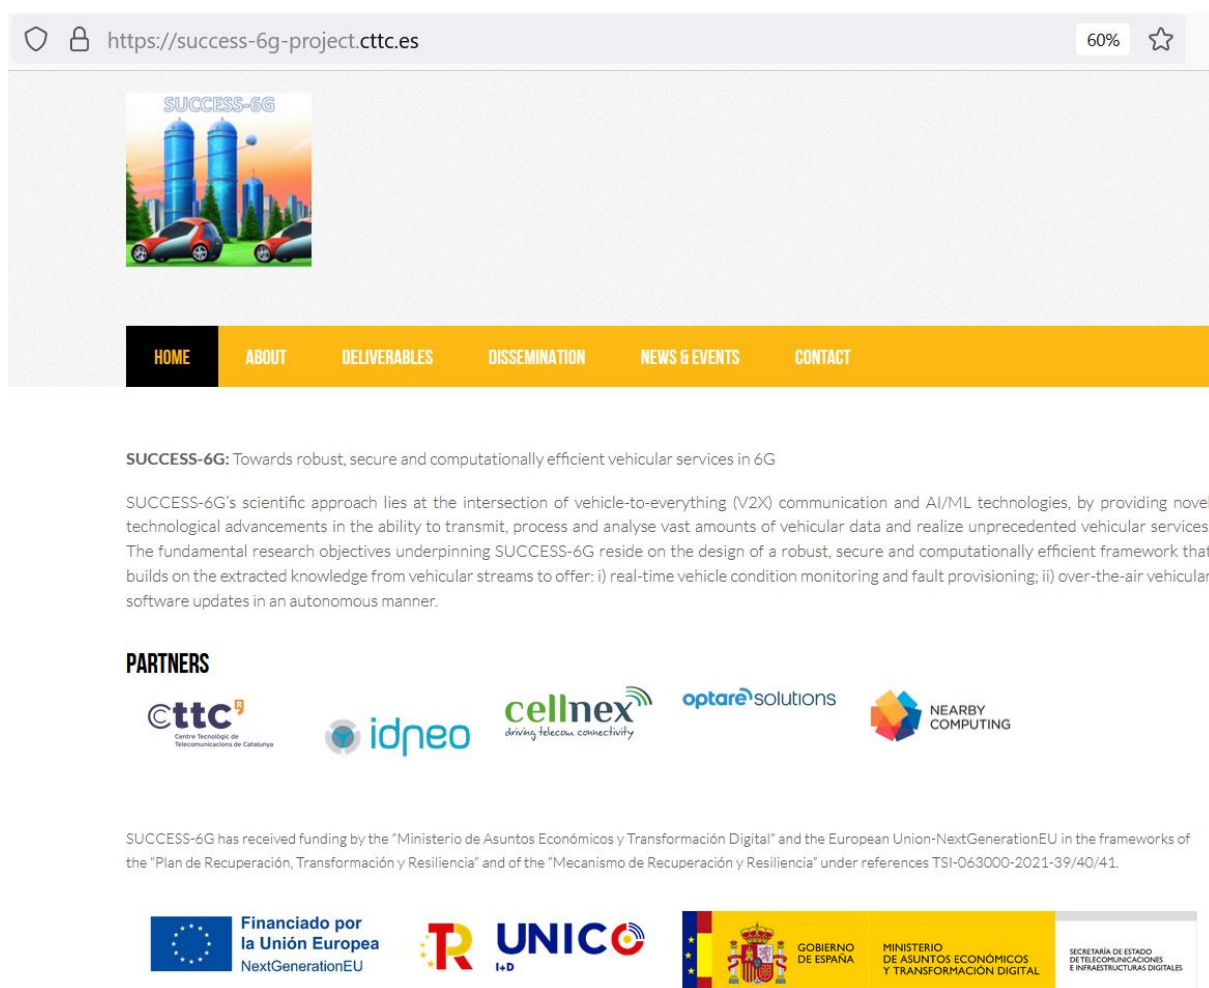 https://success-6g-project.cttc.es
60%
SUCCESS-6G
HOME
ABOUT
DELIVERABLES
DISSEMINATION
NEWS & EVENTS
CONTACT
SUCCESS-6G: Towards robust, secure and computationally efficient vehicular services in 6G
SUCCESS-6G's scientific approach lies at the intersection of vehicle-to-everything (V2X) communication and AI/ML technologies, by providing novel
technological advancements in the ability to transmit, process and analyse vast amounts of vehicular data and realize unprecedented vehicular services
The fundamental research objectives underpinning SUCCESS-6G reside on the design of a robust, secure and computationally efficient framework that
builds on the extracted knowledge from vehicular streams to offer: i) real-time vehicle condition monitoring and fault provisioning; ii) over-the-air vehicular
software updates in an autonomous manner.
PARTNERS
cttc
R
Centre Tecnològic de
Telecomunicacions de Catalunya
idneo
cellnex
driving telecom connectivity
optare solutions
NEARBY
COMPUTING
SUCCESS-6G has received funding by the "Ministerio de Asuntos Económicos y Transformación Digital" and the European Union-NextGenerationEU in the frameworks of
the "Plan de Recuperación, Transformación y Resiliencia" and of the "Mecanismo de Recuperación y Resiliencia" under references TSI-063000-2021-39/40/41.
Financiado por
la Unión Europea
NextGenerationEU
TR
UNICO
I+D
GOBIERNO
DE ESPAÑA
MINISTERIO
DE ASUNTOS ECONÓMICOS
Y TRANSFORMACIÓN DIGITAL
SECRETARÍA DE ESTADO
DE TELECOMUNICACIONES
E INFRAESTRUCTURAS DIGITALES